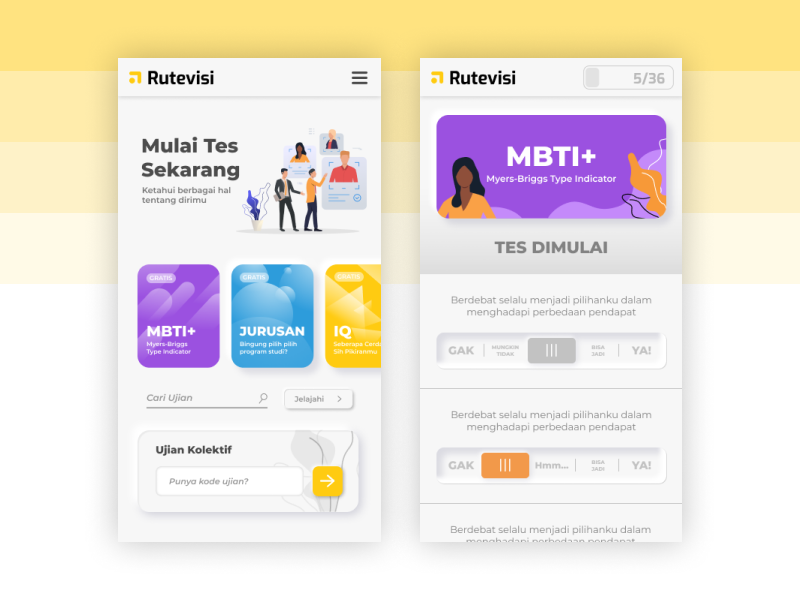 Rutevisi
Mulai Tes
Sekarang
Ketahui berbagai hal
tentang dirimu
GRATIS
MBTI+
Myers-Briggs
Type Indicator
GRATIS
JURUSAN
Bingung pilih pilih
program studi?
GRATIS
IQ
Seberapa Cerda
Sih Pikiranmu
Cari Ujian
Jelajahi
Ujian Kolektif
Punya kode ujian?
Rutevisi
5/36
MBTI+
Myers-Briggs Type Indicator
TES DIMULAI
Berdebat selalu menjadi pilihanku dalam
menghadapi perbedaan pendapat
GAK
MUNGKIN
TIDAK
BISA
JADI
YA!
Berdebat selalu menjadi pilihanku dalam
menghadapi perbedaan pendapat
GAK
Hmm...
BISA
JADI
YA!
Berdebat selalu menjadi pilihanku dalam
menghadapi perbedaan pendapat